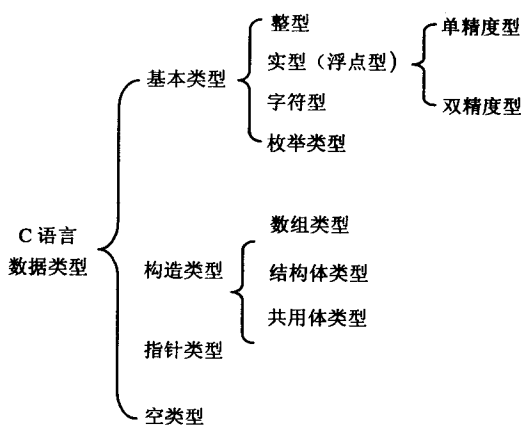 C 语言
数据类型
基本类型
整型
实型（浮点型）
单精度型
双精度型
字符型
枚举类型
构造类型
数组类型
结构体类型
共用体类型
指针类型
空类型